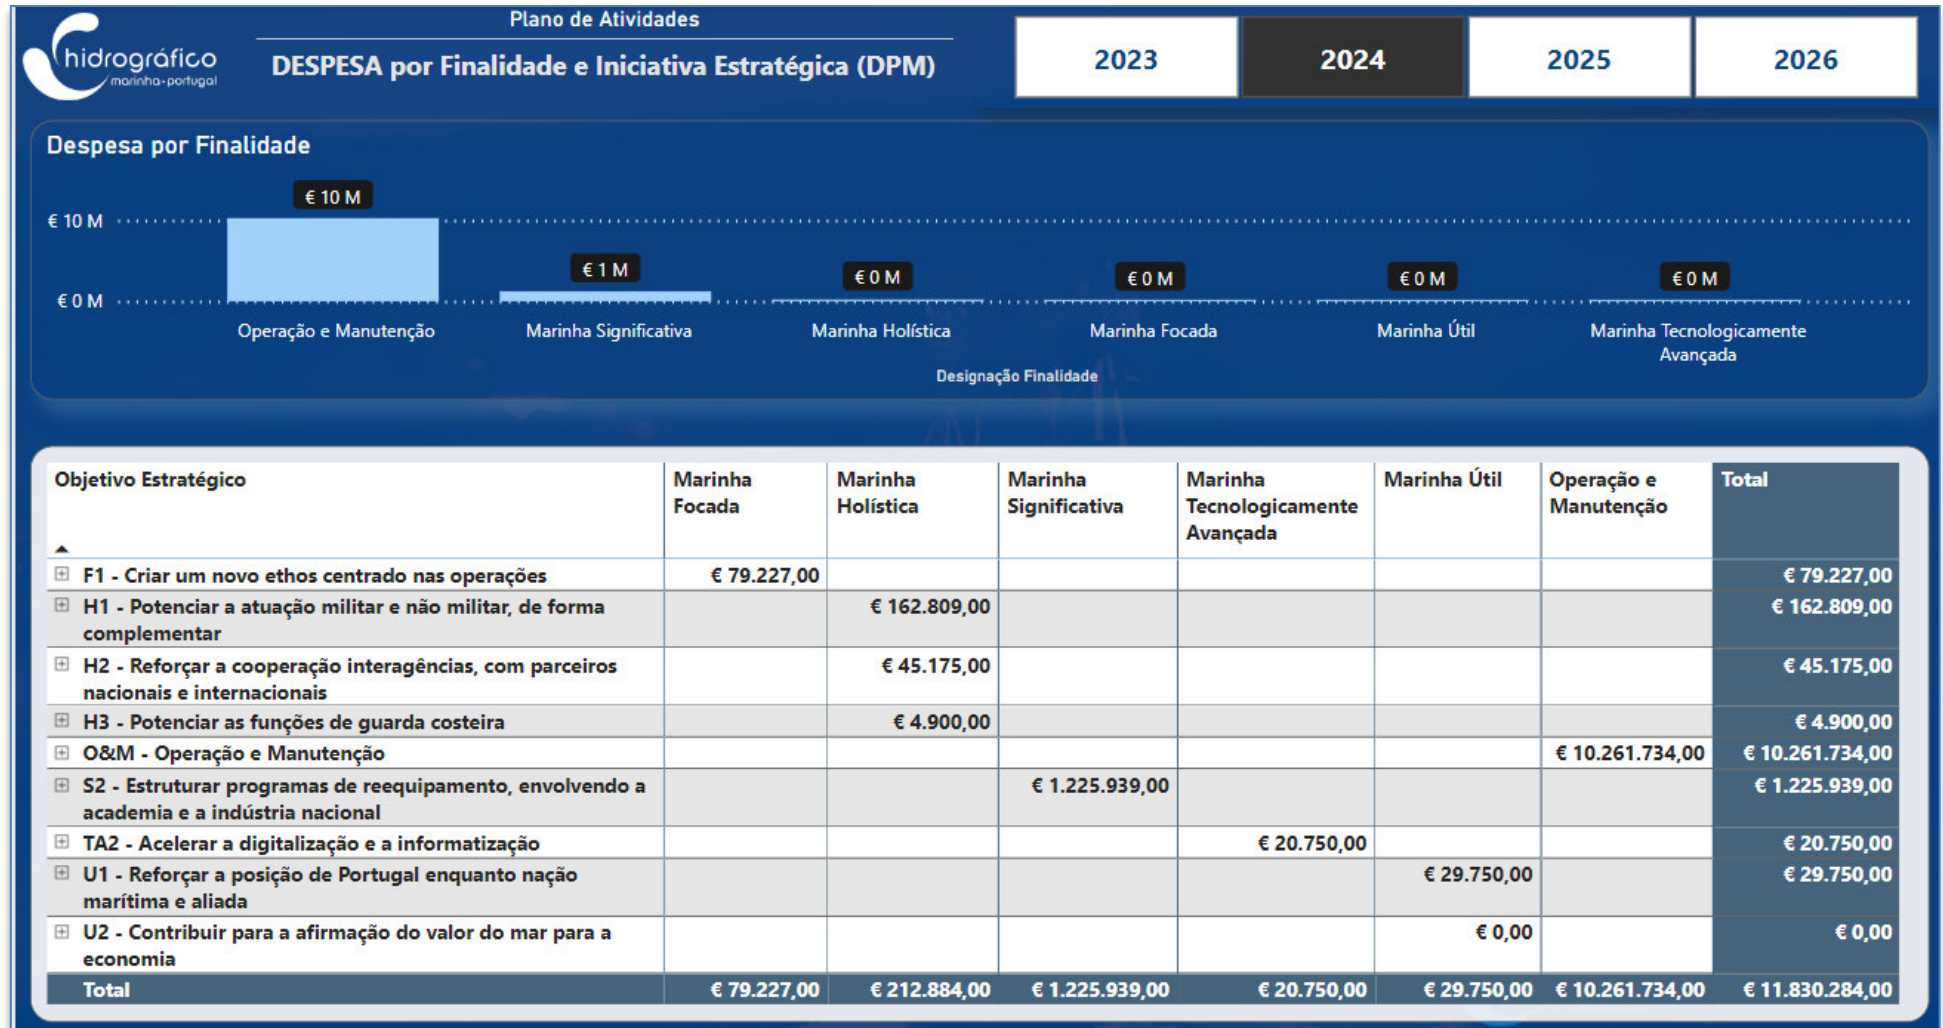 hidrográfico
marinha-portugal
Plano de Atividades
DESPESA por Finalidade e Iniciativa Estratégica (DPM)
2023
2024
2025
2026
Despesa por Finalidade
€ 10 M
€ 0 M
€ 10 M
€ 1 M
€ 0 M
€ 0 M
€ 0 M
€ 0 M
Operação e Manutenção
Marinha Significativa
Marinha Holística
Marinha Focada
Marinha Útil
Marinha Tecnologicamente
Avançada
Designação Finalidade
Objetivo Estratégico
Marinha
Focada
Marinha
Holística
Marinha
Significativa
Marinha
Tecnologicamente
Avançada
Marinha Útil
Operação e
Manutenção
Total
F1 - Criar um novo ethos centrado nas operações € 79.227,00 € 79.227,00
H1 - Potenciar a atuação militar e não militar, de forma € 162.809,00 € 162.809,00
complementar
H2 - Reforçar a cooperação interagências, com parceiros € 45.175,00 € 45.175,00
nacionais e internacionais
H3 - Potenciar as funções de guarda costeira € 4.900,00 € 4.900,00
O&M - Operação e Manutenção € 10.261.734,00 € 10.261.734,00
S2 - Estruturar programas de reequipamento, envolvendo a € 1.225.939,00 € 1.225.939,00
academia e a indústria nacional
TA2 - Acelerar a digitalização e a informatização € 20.750,00 € 20.750,00
U1 - Reforçar a posição de Portugal enquanto nação € 29.750,00 € 29.750,00
marítima e aliada
U2 - Contribuir para a afirmação do valor do mar para a € 0,00 € 0,00
economia
Total € 79.227,00 € 212.884,00 € 1.225.939,00 € 20.750,00 € 29.750,00 € 10.261.734,00 € 11.830.284,00